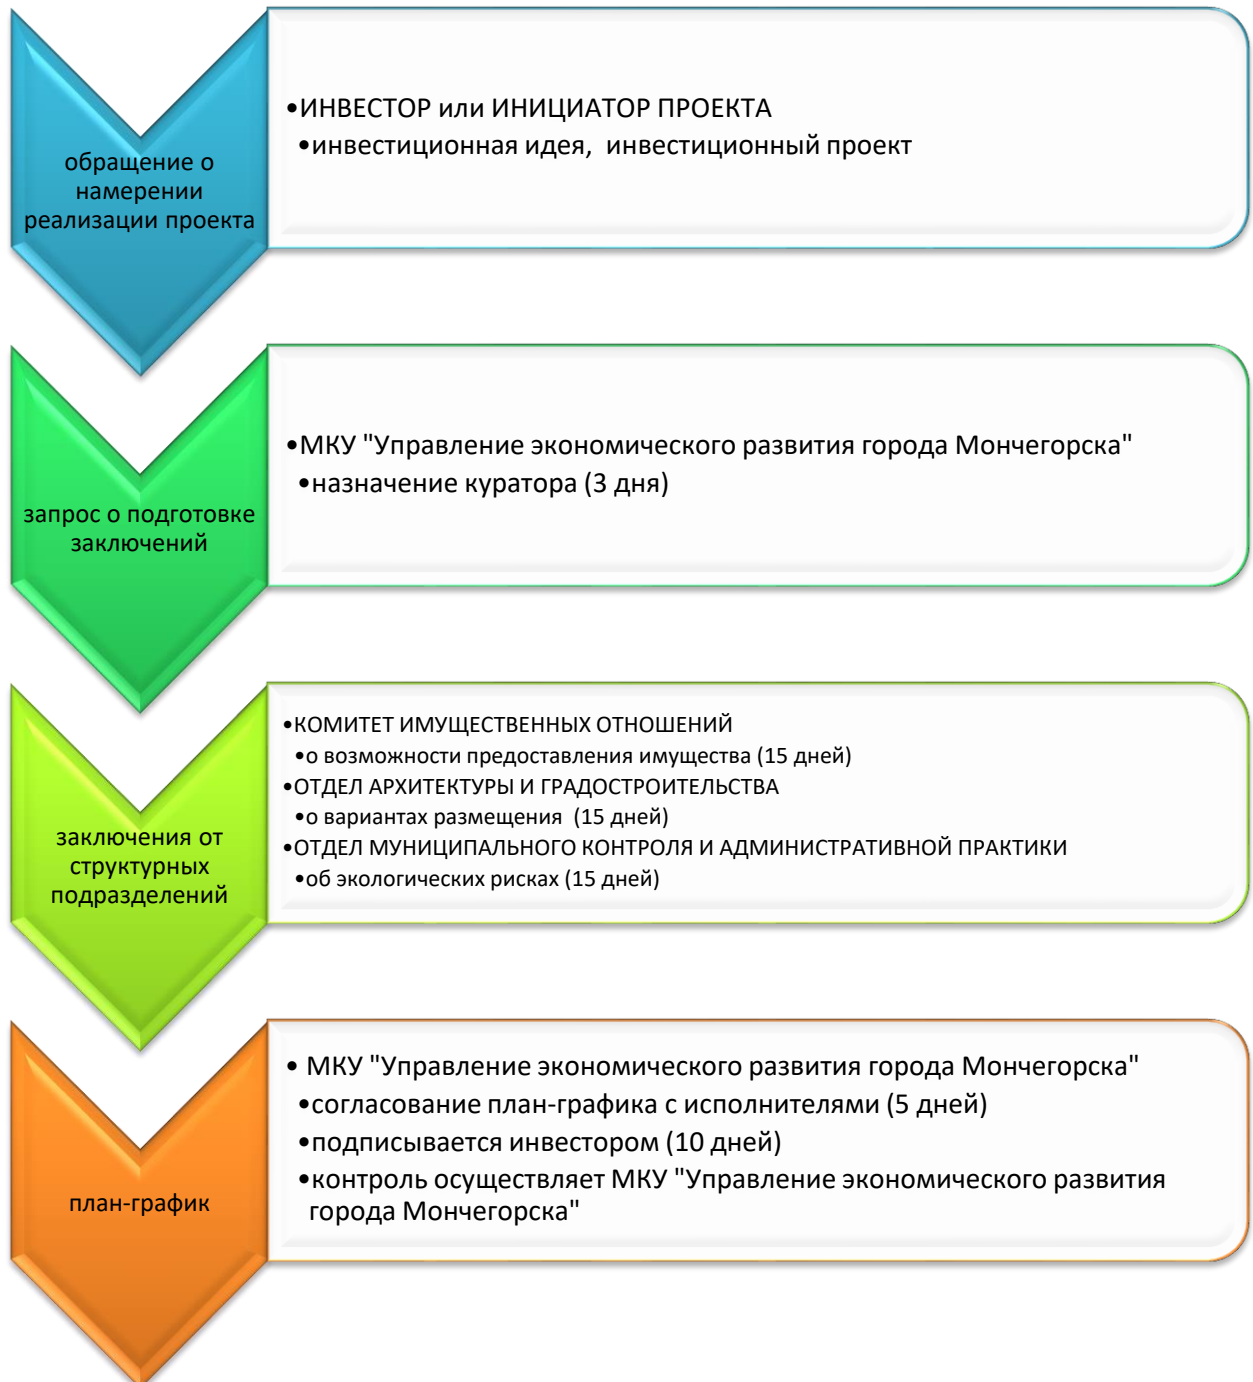 обращение о
намерении
реализации проекта
•ИНВЕСТОР или ИНИЦИАТОР ПРОЕКТА
•инвестиционная идея, инвестиционный проект
запрос о подготовке
заключений
•МКУ "Управление экономического развития города Мончегорска"
•назначение куратора (3 дня)
заключения от
структурных
подразделений
•КОМИТЕТ ИМУЩЕСТВЕННЫХ ОТНОШЕНИЙ
•о возможности предоставления имущества (15 дней)
•ОТДЕЛ АРХИТЕКТУРЫ И ГРАДОСТРОИТЕЛЬСТВА
•о вариантах размещения (15 дней)
•ОТДЕЛ МУНИЦИПАЛЬНОГО КОНТРОЛЯ И АДМИНИСТРАТИВНОЙ ПРАКТИКИ
•об экологических рисках (15 дней)
план-график
• МКУ "Управление экономического развития города Мончегорска"
•согласование план-графика с исполнителями (5 дней)
•подписывается инвестором (10 дней)
•контроль осуществляет МКУ "Управление экономического развития
города Мончегорска"